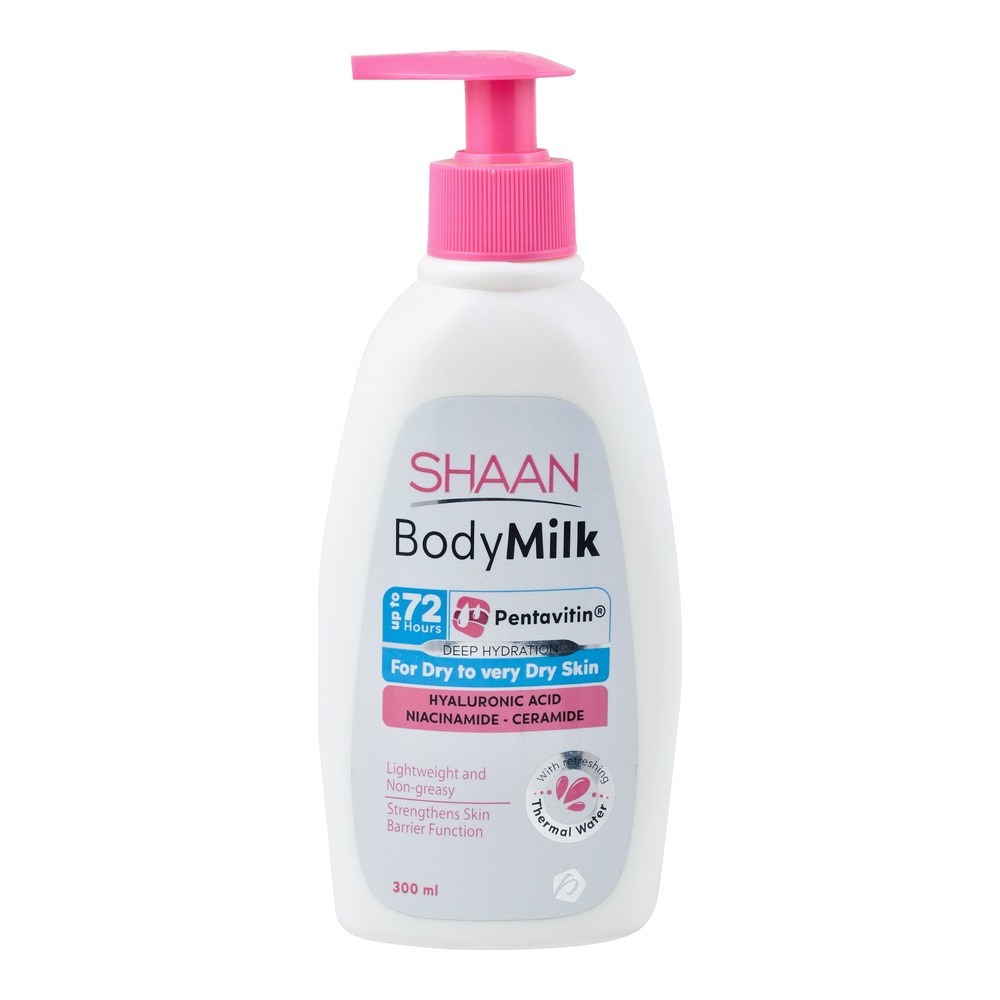 SHAAN
BodyMilk
up to 72 Hours
Pentavitin®
DEEP HYDRATION
For Dry to very Dry Skin
HYALURONIC ACID
NIACINAMIDE - CERAMIDE
Lightweight and
Non-greasy
Strengthens Skin
Barrier Function
With refreshing
Thermal Water
300 ml